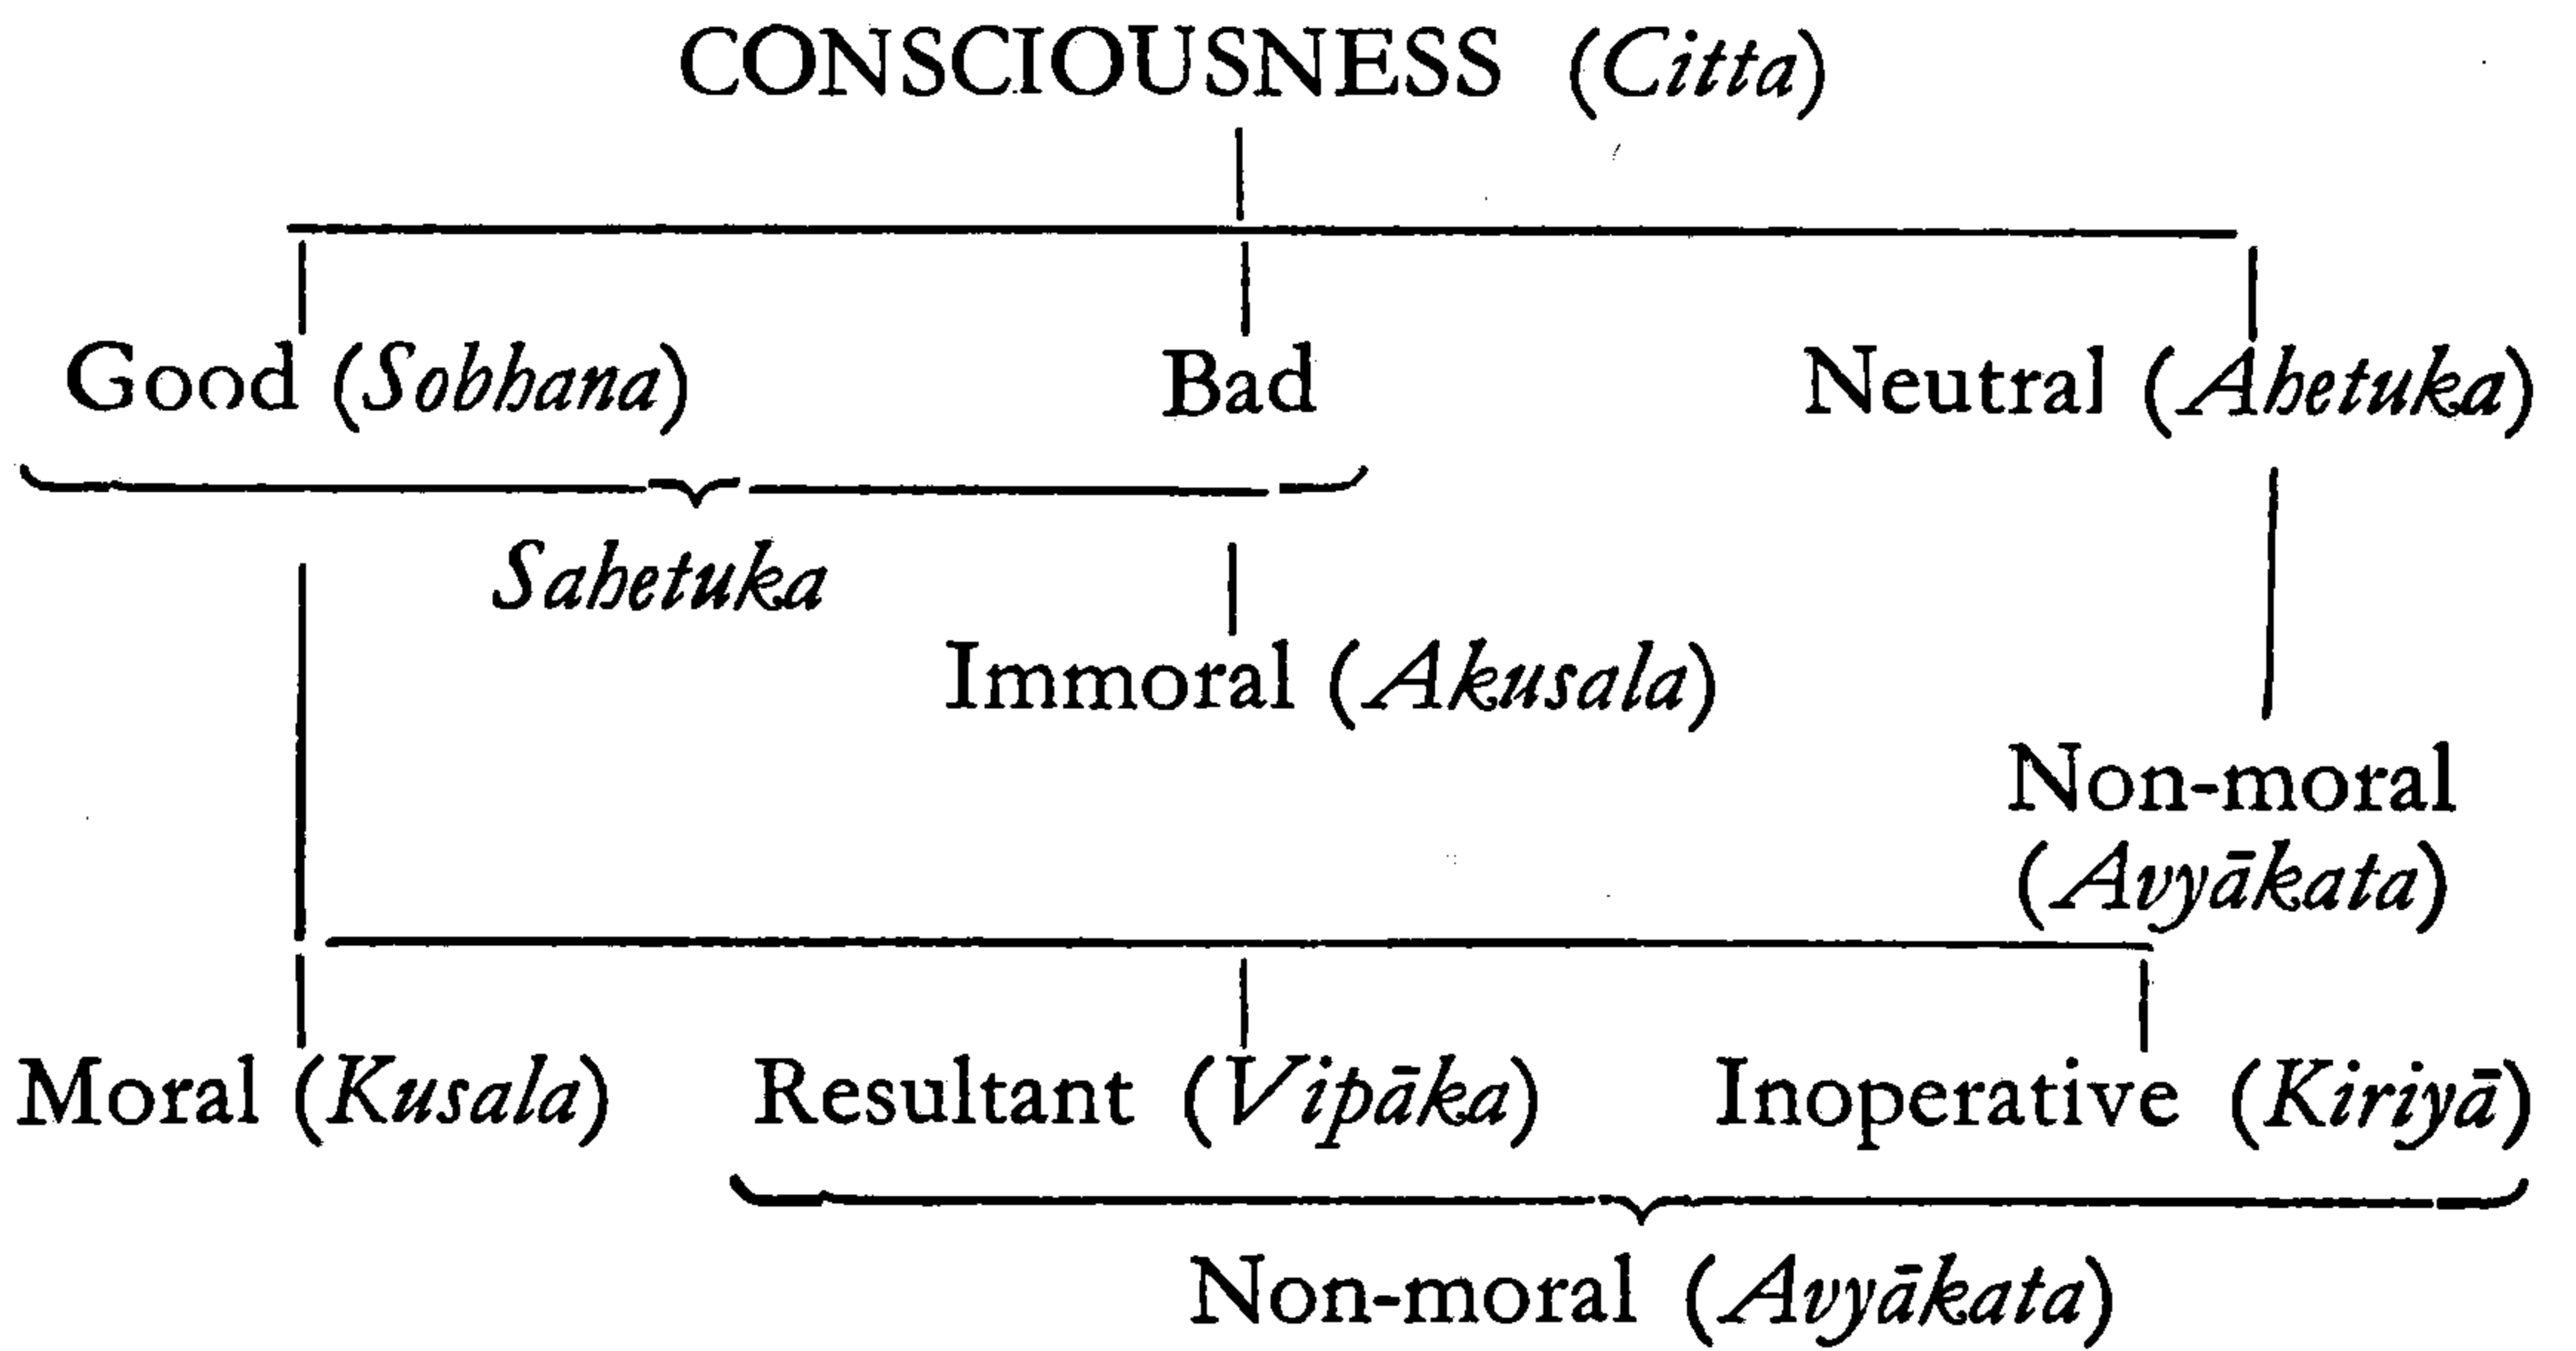 CONSCIOUSNESS (Citta)
Good (Sobhana) Bad Neutral (Ahetuka)
Sahetuka
Immoral (Akusala)
Non-moral
(Avyākata)
Moral (Kusala) Resultant (Vipāka) Inoperative (Kiriyā)
Non-moral (Avyākata)